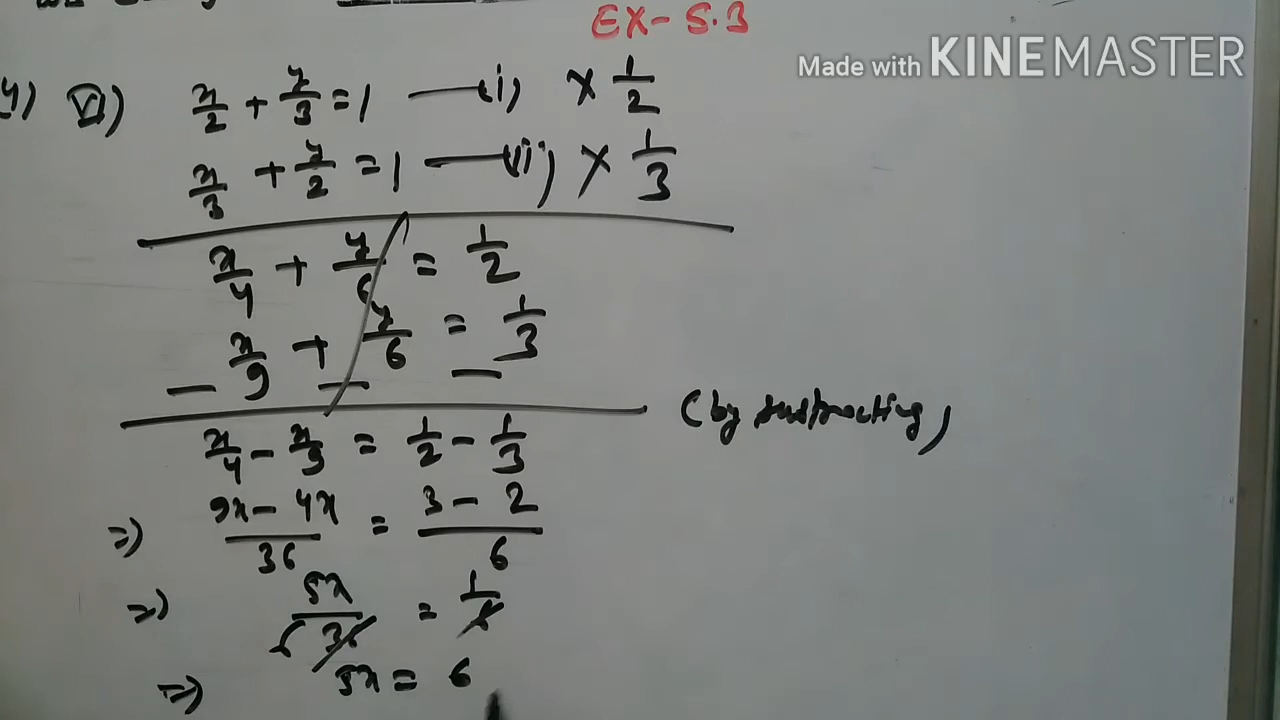 EX- 5.3
Made with KINEMASTER
4) VI) x/2 + y/3 = 1 —(i) × 1/2
x/3 + y/2 = 1 —(ii) × 1/3
x/4 + y/6 = 1/2
x/9 + y/6 = 1/3
— — —
(by subtracting)
x/4 - x/9 = 1/2 - 1/3
=) 9x - 4x/36 = 3 - 2/6
=) 5x/36 = 1/6
6
=) 5x = 6